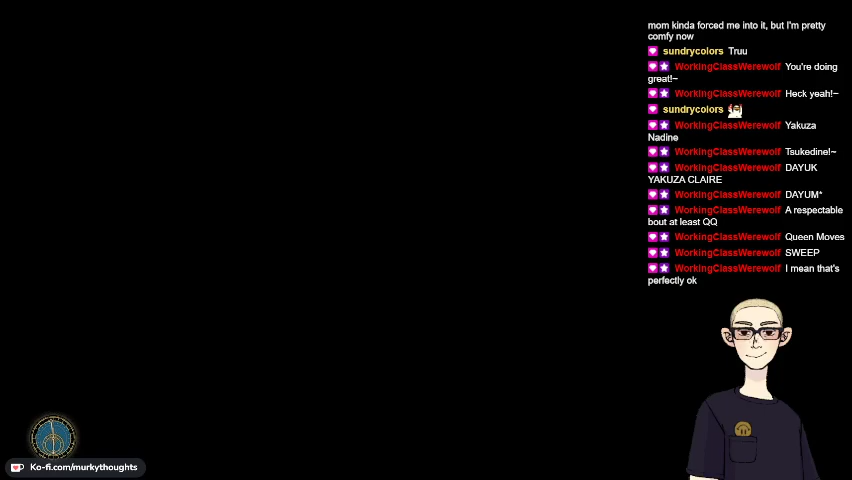 mom kinda forced me into it, but I'm pretty
comfy now
sundrycolors Truu
WorkingClassWerewolf You're doing
great!~
WorkingClassWerewolf Heck yeah!~
sundrycolors
WorkingClassWerewolf Yakuza
Nadine
WorkingClassWerewolf Tsukedine!~
WorkingClassWerewolf DAYUK
YAKUZA CLAIRE
WorkingClassWerewolf DAYUM*
WorkingClassWerewolf A respectable
bout at least QQ
WorkingClassWerewolf Queen Moves
WorkingClassWerewolf SWEEP
WorkingClassWerewolf I mean that's
perfectly ok
Ko-fi.com/murkythoughts